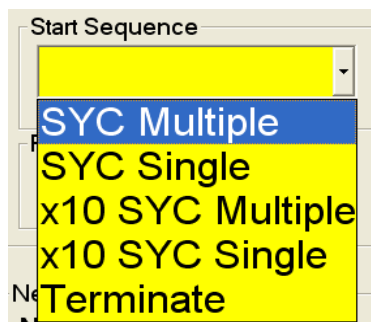 Start Sequence
SYC Multiple
SYC Single
x10 SYC Multiple
x10 SYC Single
Terminate